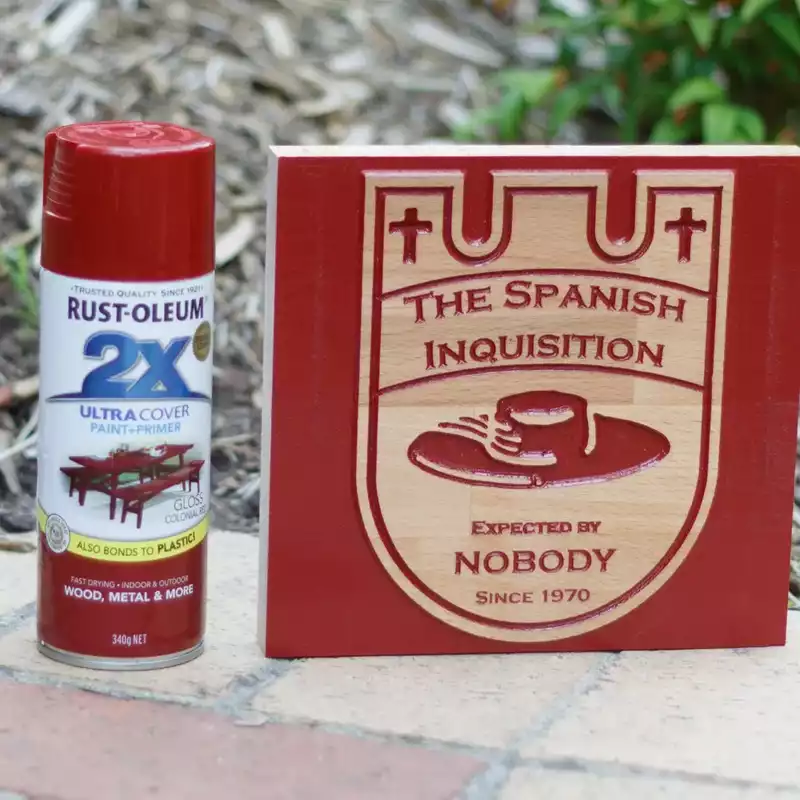 TRUSTED QUALITY SINCE 1921
RUST-OLEUM
2X
ULTRA COVER
PAINT+PRIMER
GLOSS
COLONIAL RED
ALSO BONDS TO PLASTIC!
FAST DRYING • INDOOR & OUTDOOR
WOOD, METAL & MORE
340g NET
THE SPANISH
INQUISITION
EXPECTED BY
NOBODY
SINCE 1970